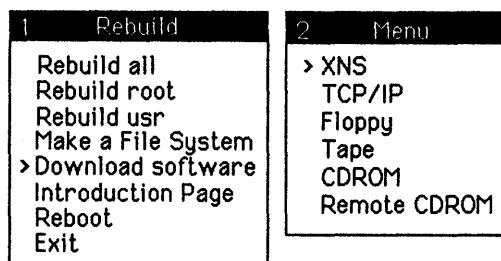 1 Rebuild
Rebuild all
Rebuild root
Rebuild usr
Make a File System
>Download software
Introduction Page
Reboot
Exit
2 Menu
> XNS
TCP/IP
Floppy
Tape
CDROM
Remote CDROM